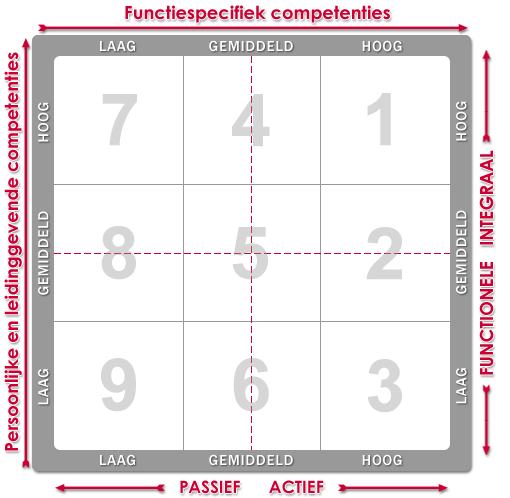 Functiespecifiek competenties
LAAG GEMIDDELD HOOG
Persoonlijke en leidinggevende competenties
HOOG
GEMIDDELD
LAAG
7 4 1
8 5 2
9 6 3
HOOG
GEMIDDELD
LAAG
FUNCTIONELE INTEGRAAL
LAAG GEMIDDELD HOOG
PASSIEF ACTIEF